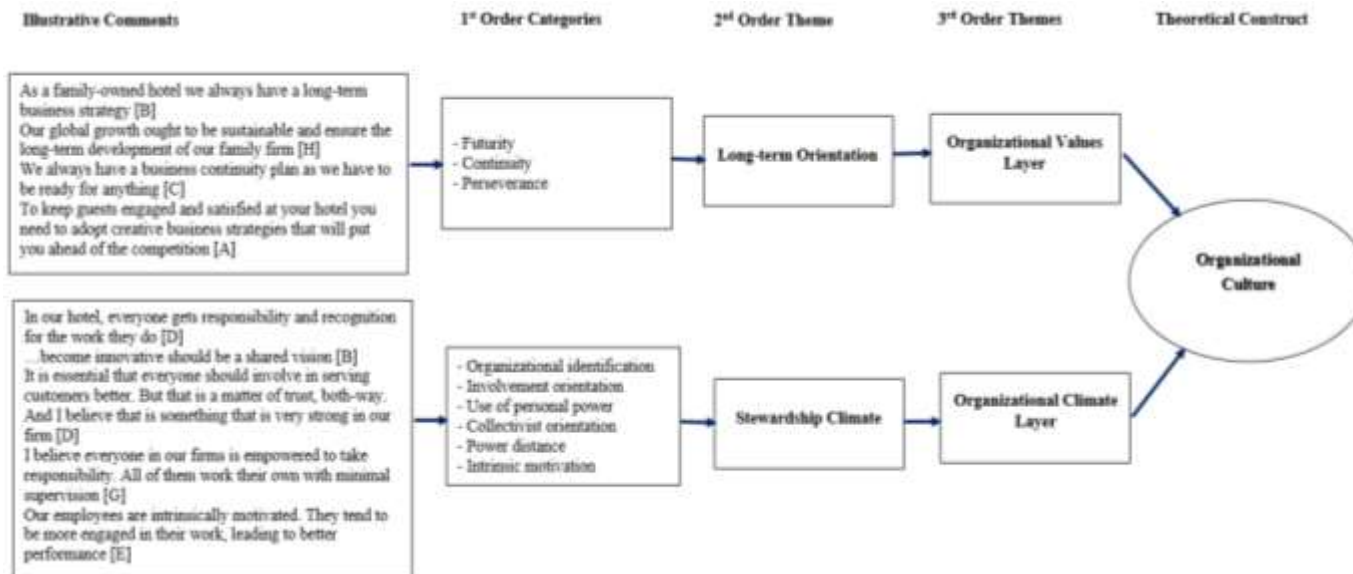 Illustrative Comments
1st Order Categories
2nd Order Theme
3rd Order Themes
Theoretical Construct
As a family-owned hotel we always have a long-term
business strategy [B]
Our global growth ought to be sustainable and ensure the
long-term development of our family firm [H]
We always have a business continuity plan as we have to
be ready for anything [C]
To keep guests engaged and satisfied at your hotel you
need to adopt creative business strategies that will put
you ahead of the competition [A]
- Futurity
- Continuity
- Perseverance
Long-term Orientation
Organizational Values
Layer
Organizational
Culture
In our hotel, everyone gets responsibility and recognition
for the work they do [D]
…become innovative should be a shared vision [B]
It is essential that everyone should involve in serving
customers better. But that is a matter of trust, both-way.
And I believe that is something that is very strong in our
firm [D]
I believe everyone in our firms is empowered to take
responsibility. All of them work their own with minimal
supervision [G]
Our employees are intrinsically motivated. They tend to
be more engaged in their work, leading to better
performance [E]
- Organizational identification
- Involvement orientation
- Use of personal power
- Collectivist orientation
- Power distance
- Intrinsic motivation
Stewardship Climate
Organizational Climate
Layer